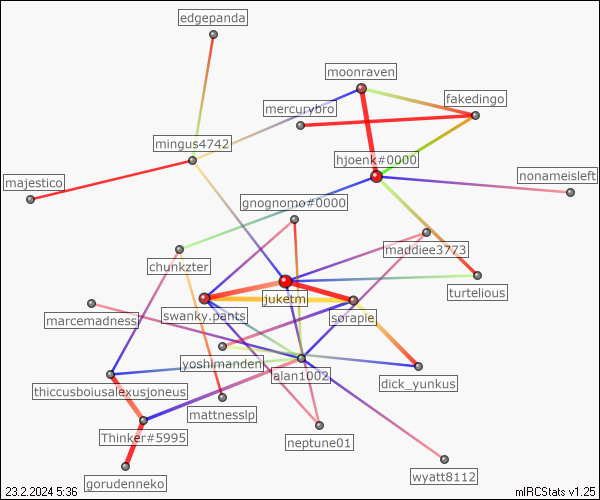 edgepanda
moonraven
fakedingo
mercurybro
mingus4742
hjoenk#0000
majestico
nonameisleft
gnognomo#0000
maddiee3773
chunkzter
turtelious
juketm
swanky.pants
sorapie
marcemadness
yoshimanden
alan1002
dick_yunkus
thiccusboiusalexusjoneus
mattnesslp
Thinker#5995
neptune01
gorudenneko
wyatt8112
23.2.2024 5:36
mIRCStats v1.25